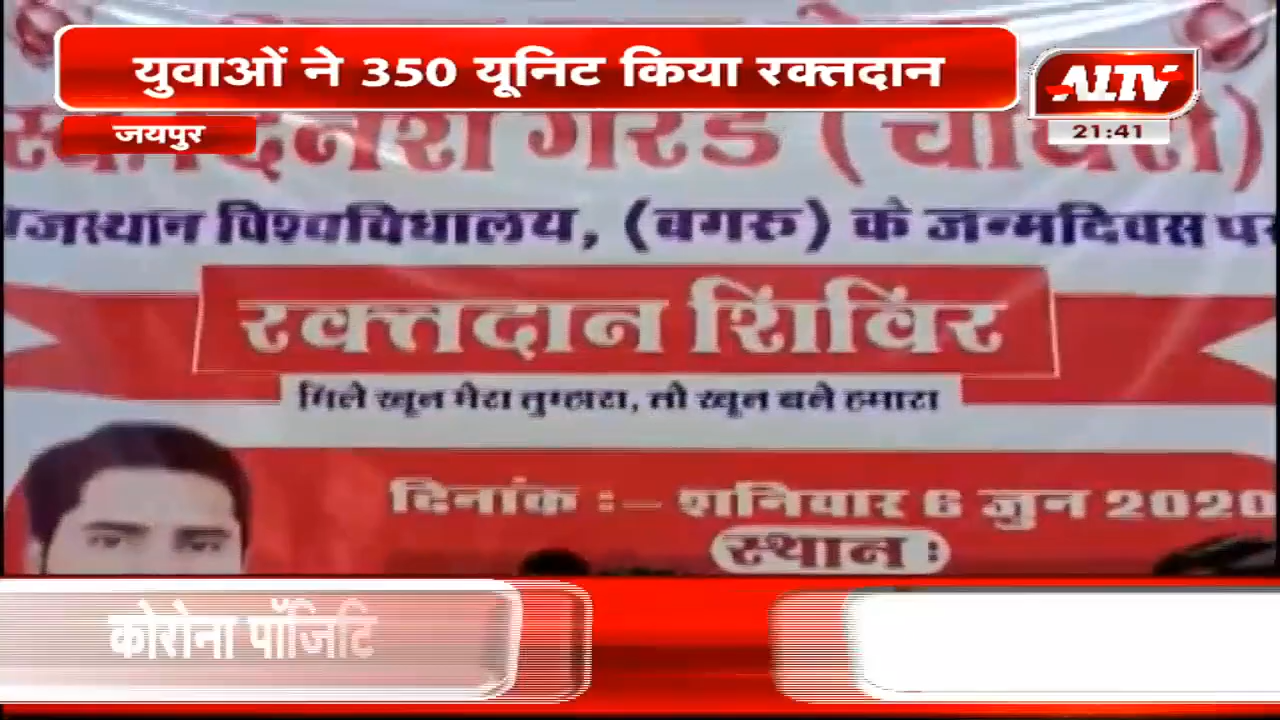 युवाओं ने 350 यूनिट किया रक्तदान
ALTV
जयपुर
21:41
विश्वविधालय, (बगरु) के जन्मदिवस पर
रक्तदान शिविर
मिले खून मेरा तुम्हारा, तो खून बने हमारा
दिनांक :- शनिवार 6 जुन 2020
स्थान :
कोरोना पॉजिटि